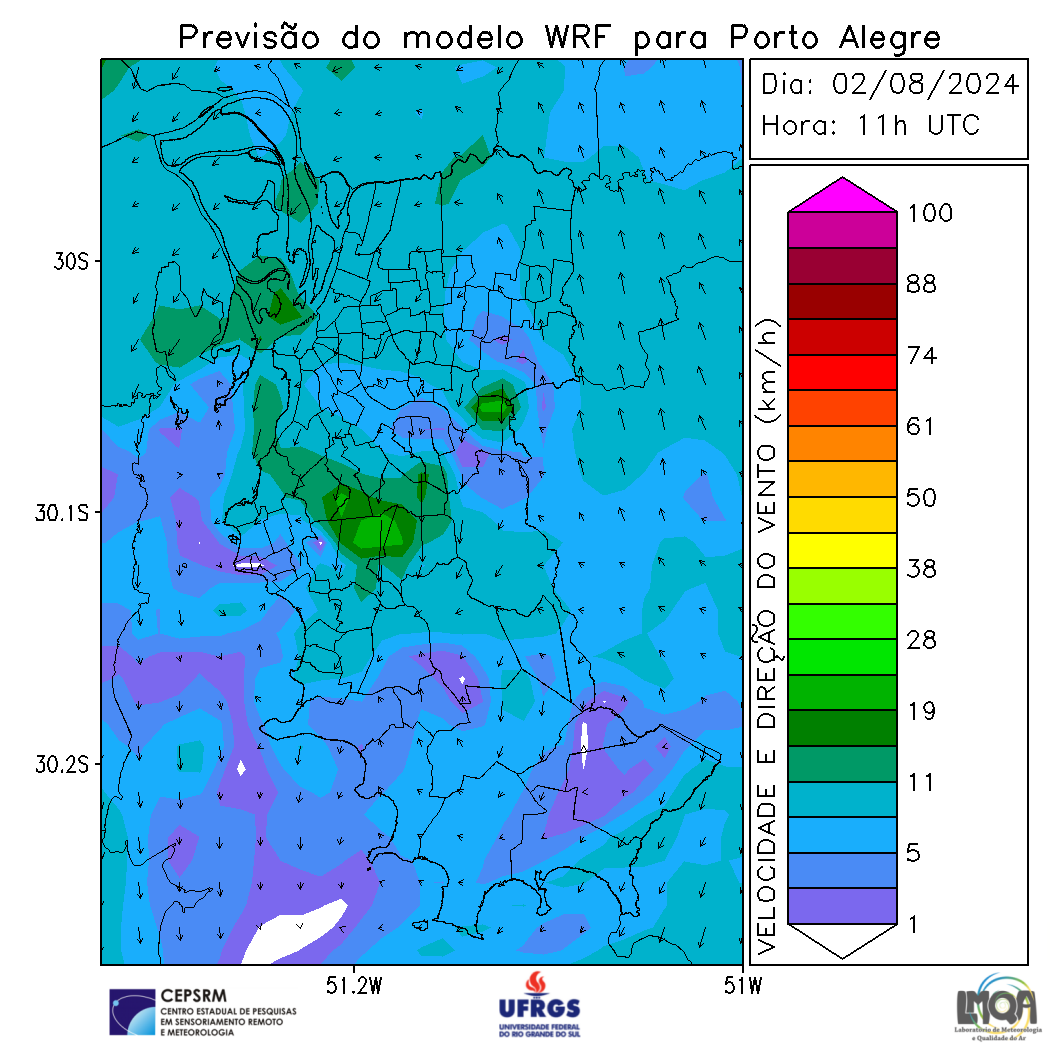 Previsão do modelo WRF para Porto Alegre
Dia: 02/08/2024
Hora: 11h UTC
30S
30.1S
30.2S
51.2W
51W
VELOCIDADE E DIREÇÃO DO VENTO (km/h)
100
88
74
61
50
38
28
19
11
5
1
CEPSRM
CENTRO ESTADUAL DE PESQUISAS
EM SENSORIAMENTO REMOTO
E METEOROLOGIA
UFRGS
UNIVERSIDADE FEDERAL
DO RIO GRANDE DO SUL
LMQA
Laboratório de Meteorologia
e Qualidade do Ar